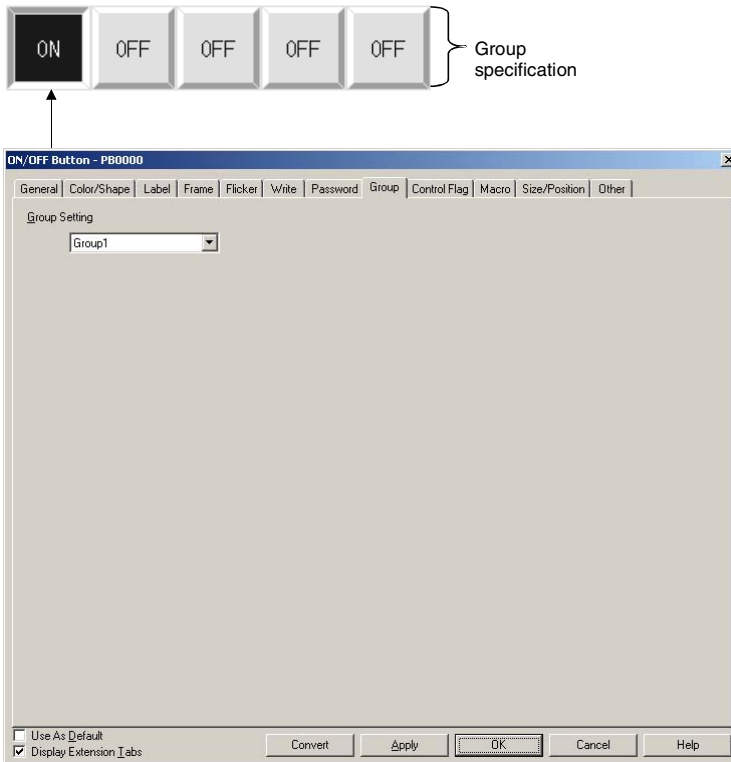 ON OFF OFF OFF OFF
Group
specification
ON/OFF Button - PB0000
General Color/Shape Label Frame Flicker Write Password Group Control Flag Macro Size/Position Other
Group Setting
Group1
Use As Default
Display Extension Tabs
Convert Apply OK Cancel Help